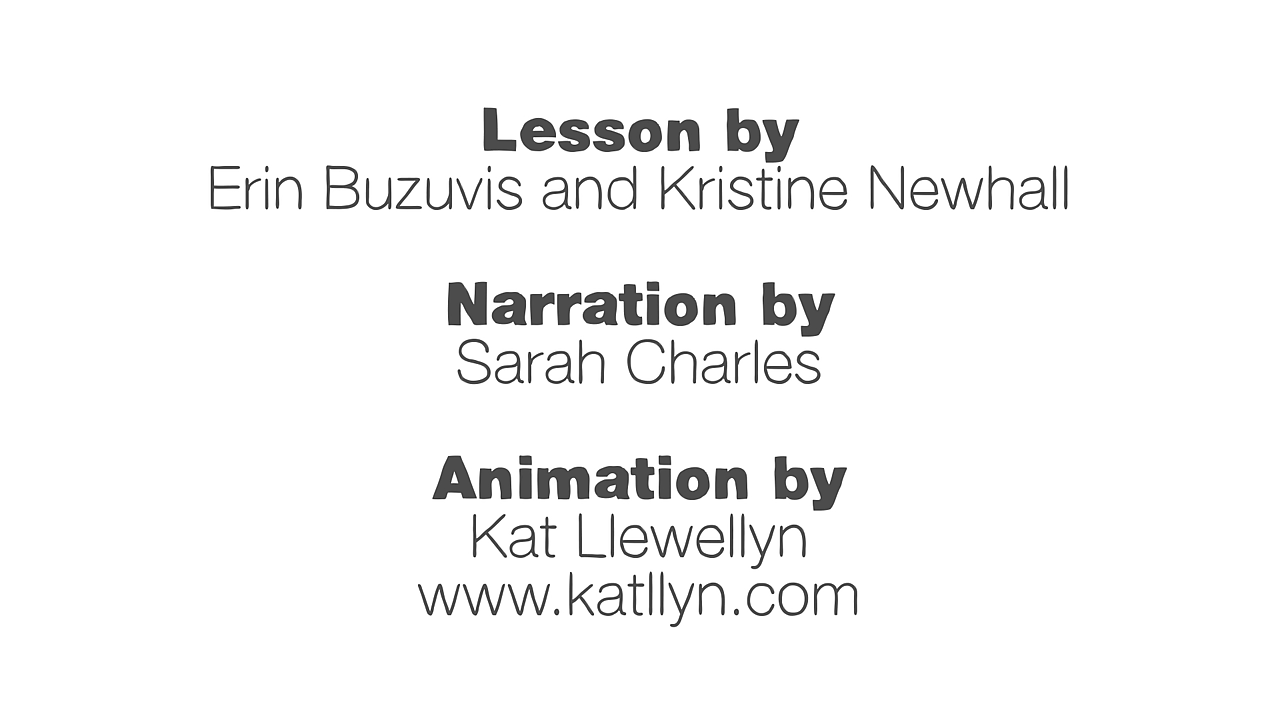 Lesson by
Erin Buzuvis and Kristine Newhall
Narration by
Sarah Charles
Animation by
Kat Llewellyn
www.katllyn.com